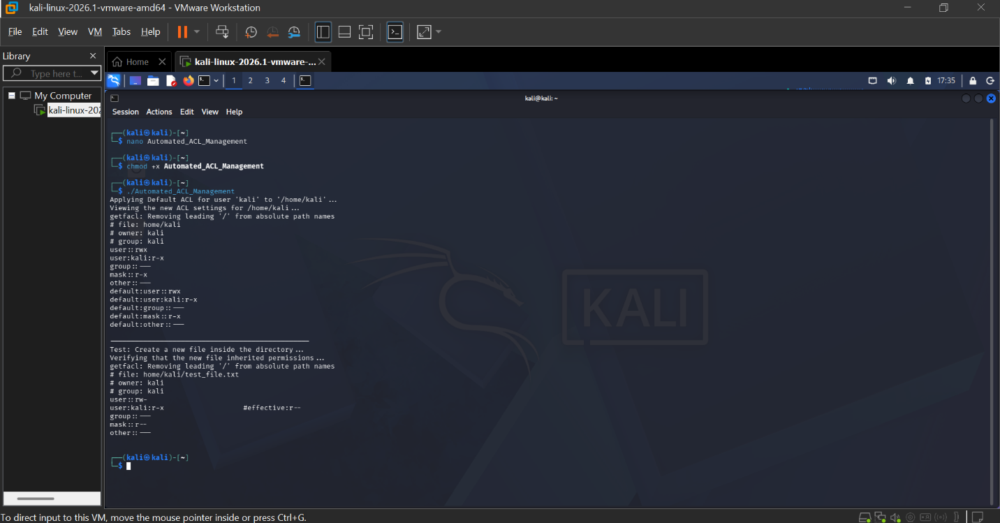 kali-linux-2026.1-vmware-amd64 - VMware Workstation
File Edit View VM Tabs Help
Library
Type here t...
Home
kali-linux-2026.1-vmware-...
1 2 3 4
17:35
My Computer
kali-linux-202
kali@kali: ~
Session Actions Edit View Help
┌──(kali㉿kali)-[~]
└─$ nano Automated_ACL_Management
┌──(kali㉿kali)-[~]
└─$ chmod +x Automated_ACL_Management
┌──(kali㉿kali)-[~]
└─$ ./Automated_ACL_Management
Applying Default ACL for user 'kali' to '/home/kali'...
Viewing the new ACL settings for /home/kali...
getfacl: Removing leading '/' from absolute path names
# file: home/kali
# owner: kali
# group: kali
user::rwx
user:kali:r-x
group::---
mask::r-x
other::---
default:user::rwx
default:user:kali:r-x
default:group::---
default:mask::r-x
default:other::---
Test: Create a new file inside the directory...
Verifying that the new file inherited permissions...
getfacl: Removing leading '/' from absolute path names
# file: home/kali/test_file.txt
# owner: kali
# group: kali
user::rw-
user:kali:r-x #effective:r--
group::---
mask::r--
other::---
┌──(kali㉿kali)-[~]
└─$
KALI
To direct input to this VM, move the mouse pointer inside or press Ctrl+G.